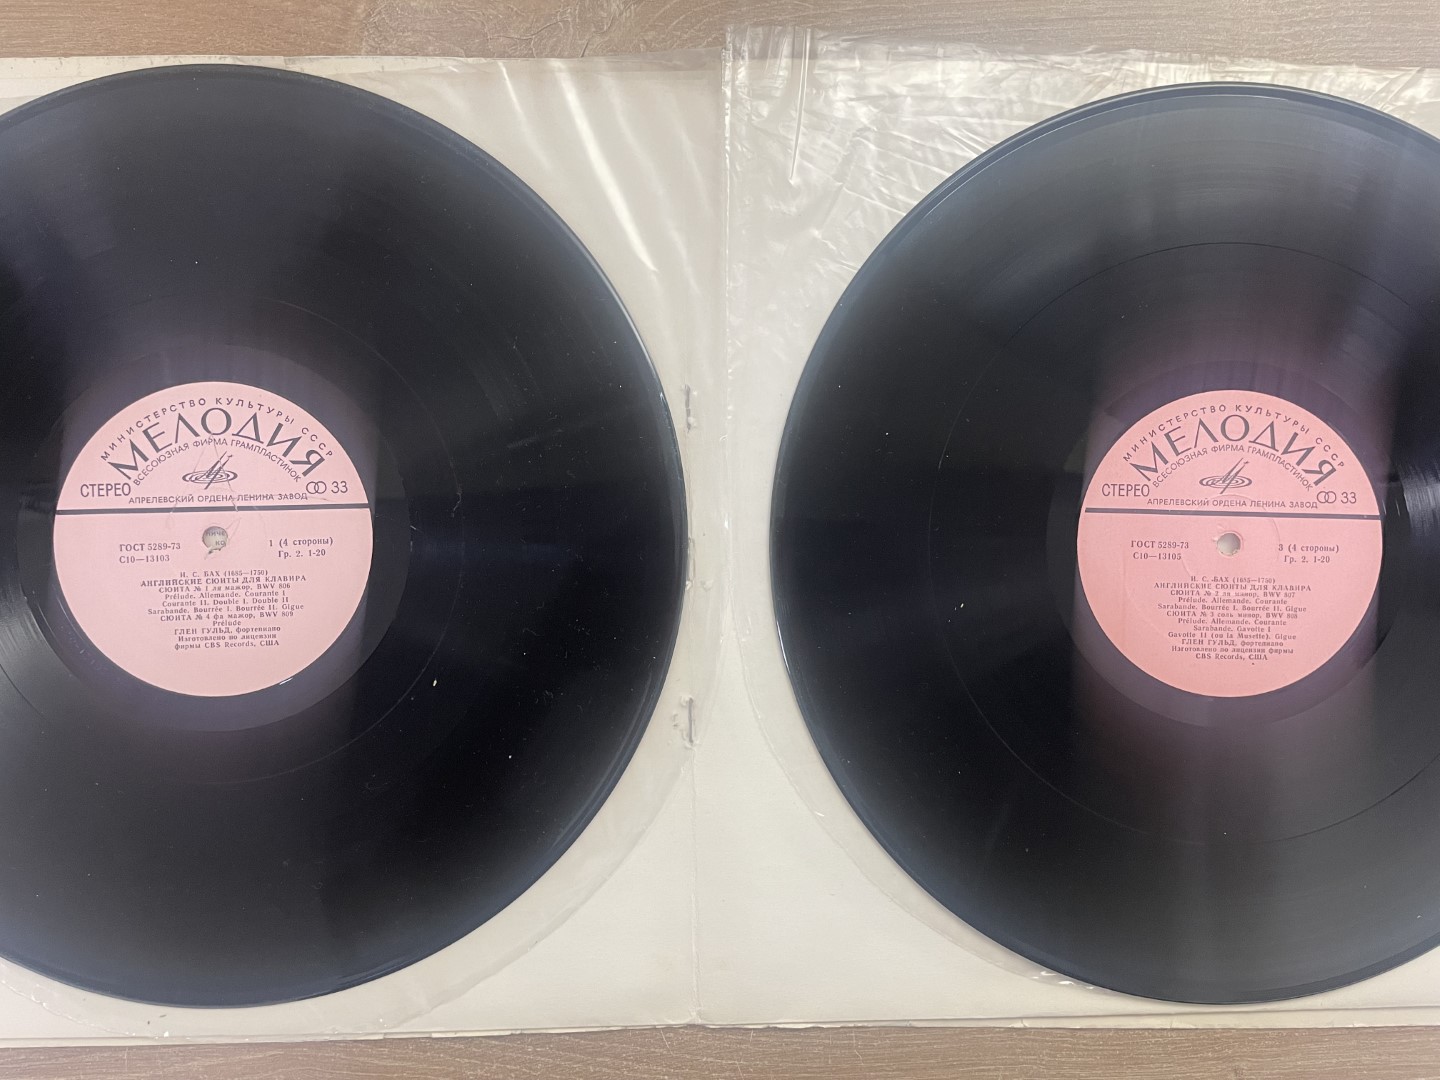 МИНИСТЕРСТВО КУЛЬТУРЫ СССР
МЕЛОДИЯ
ВСЕСОЮЗНАЯ ФИРМА ГРАМПЛАСТИНОК
СТЕРЕО
33
АПРЕЛЕВСКИЙ ОРДЕНА ЛЕНИНА ЗАВОД
ГОСТ 5289-73
С10—13103
1 (4 стороны)
Гр. 2. 1-20
И. С. БАХ (1685—1750)
АНГЛИЙСКИЕ СЮИТЫ ДЛЯ КЛАВИРА
СЮИТА № 1 ля мажор, BWV 806
Prélude, Allemande, Courante I
Courante II, Double I, Double II
Sarabande, Bourrée I, Bourrée II, Gigue
СЮИТА № 4 фа мажор, BWV 809
Prélude
ГЛЕН ГУЛЬД, фортепиано
Изготовлено по лицензии
фирмы CBS Records, США
МИНИСТЕРСТВО КУЛЬТУРЫ СССР
МЕЛОДИЯ
ВСЕСОЮЗНАЯ ФИРМА ГРАМПЛАСТИНОК
СТЕРЕО
33
АПРЕЛЕВСКИЙ ОРДЕНА ЛЕНИНА ЗАВОД
ГОСТ 5289-73
С10—13105
3 (4 стороны)
Гр. 2. 1-20
И. С. БАХ (1685—1750)
АНГЛИЙСКИЕ СЮИТЫ ДЛЯ КЛАВИРА
СЮИТА № 2 ля минор, BWV 807
Prélude, Allemande, Courante
Sarabande, Bourrée I, Bourrée II, Gigue
СЮИТА № 3 соль минор, BWV 808
Prélude, Allemande, Courante
Sarabande, Gavotte I
Gavotte II (ou la Musette), Gigue
ГЛЕН ГУЛЬД, фортепиано
Изготовлено по лицензии фирмы
CBS Records, США